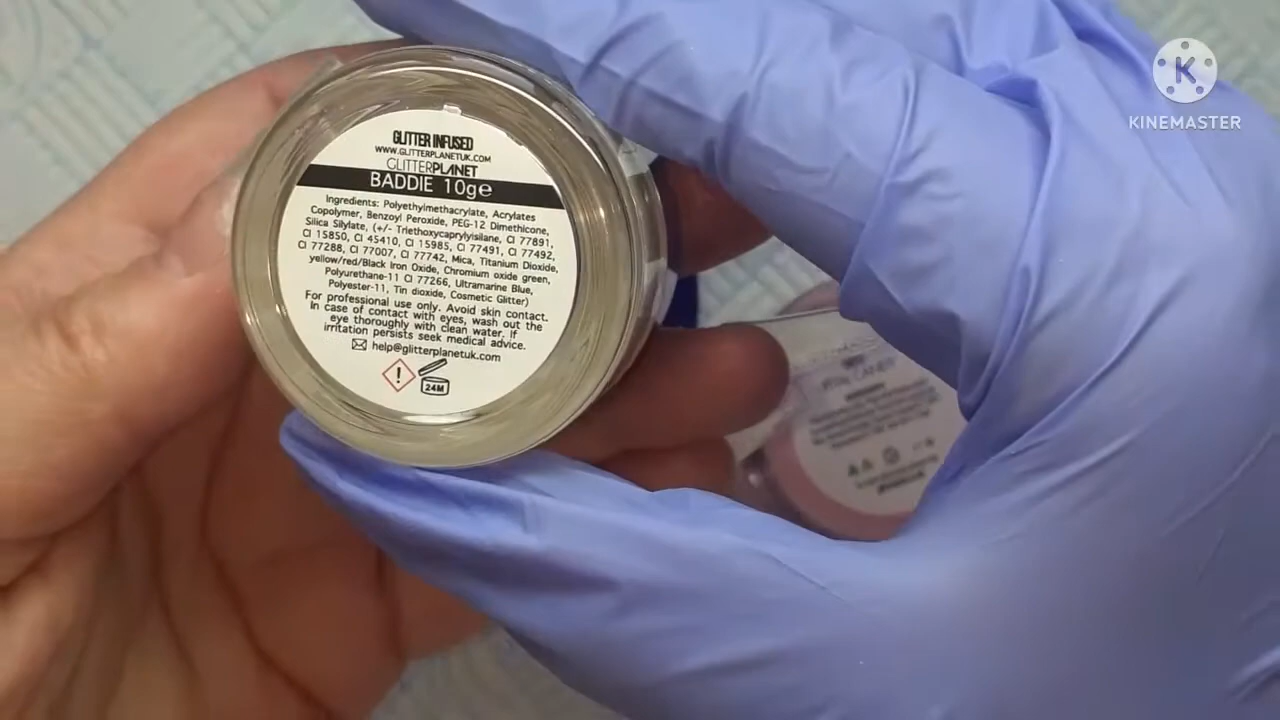 GLITTER INFUSED
WWW.GLITTERPLANETUK.COM
GLITTERPLANET
BADDIE 10g℮
Ingredients: Polyethylmethacrylate, Acrylates
Copolymer, Benzoyl Peroxide, PEG-12 Dimethicone,
Silica Silylate, (+/- Triethoxycaprylyisilane, CI 77891,
CI 15850, CI 45410, CI 15985, CI 77491, CI 77492,
CI 77288, CI 77007, CI 77742, Mica, Titanium Dioxide,
yellow/red/Black Iron Oxide, Chromium oxide green,
Polyurethane-11 CI 77266, Ultramarine Blue,
Polyester-11, Tin dioxide, Cosmetic Glitter)
For professional use only. Avoid skin contact.
In case of contact with eyes, wash out the
eye thoroughly with clean water. If
irritation persists seek medical advice.
help@glitterplanetuk.com
!
24M
K
KINEMASTER